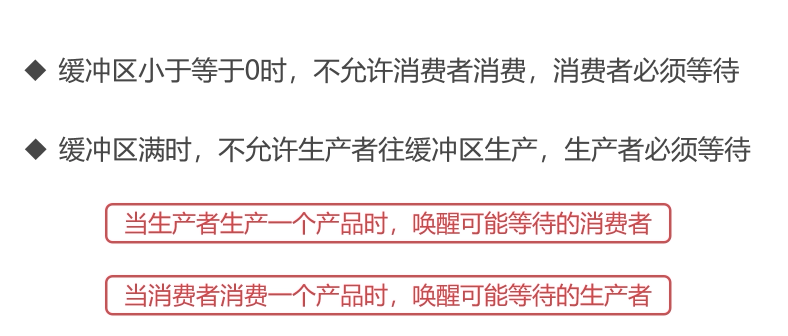 ◆ 缓冲区小于等于0时，不允许消费者消费，消费者必须等待
◆ 缓冲区满时，不允许生产者往缓冲区生产，生产者必须等待
当生产者生产一个产品时，唤醒可能等待的消费者
当消费者消费一个产品时，唤醒可能等待的生产者